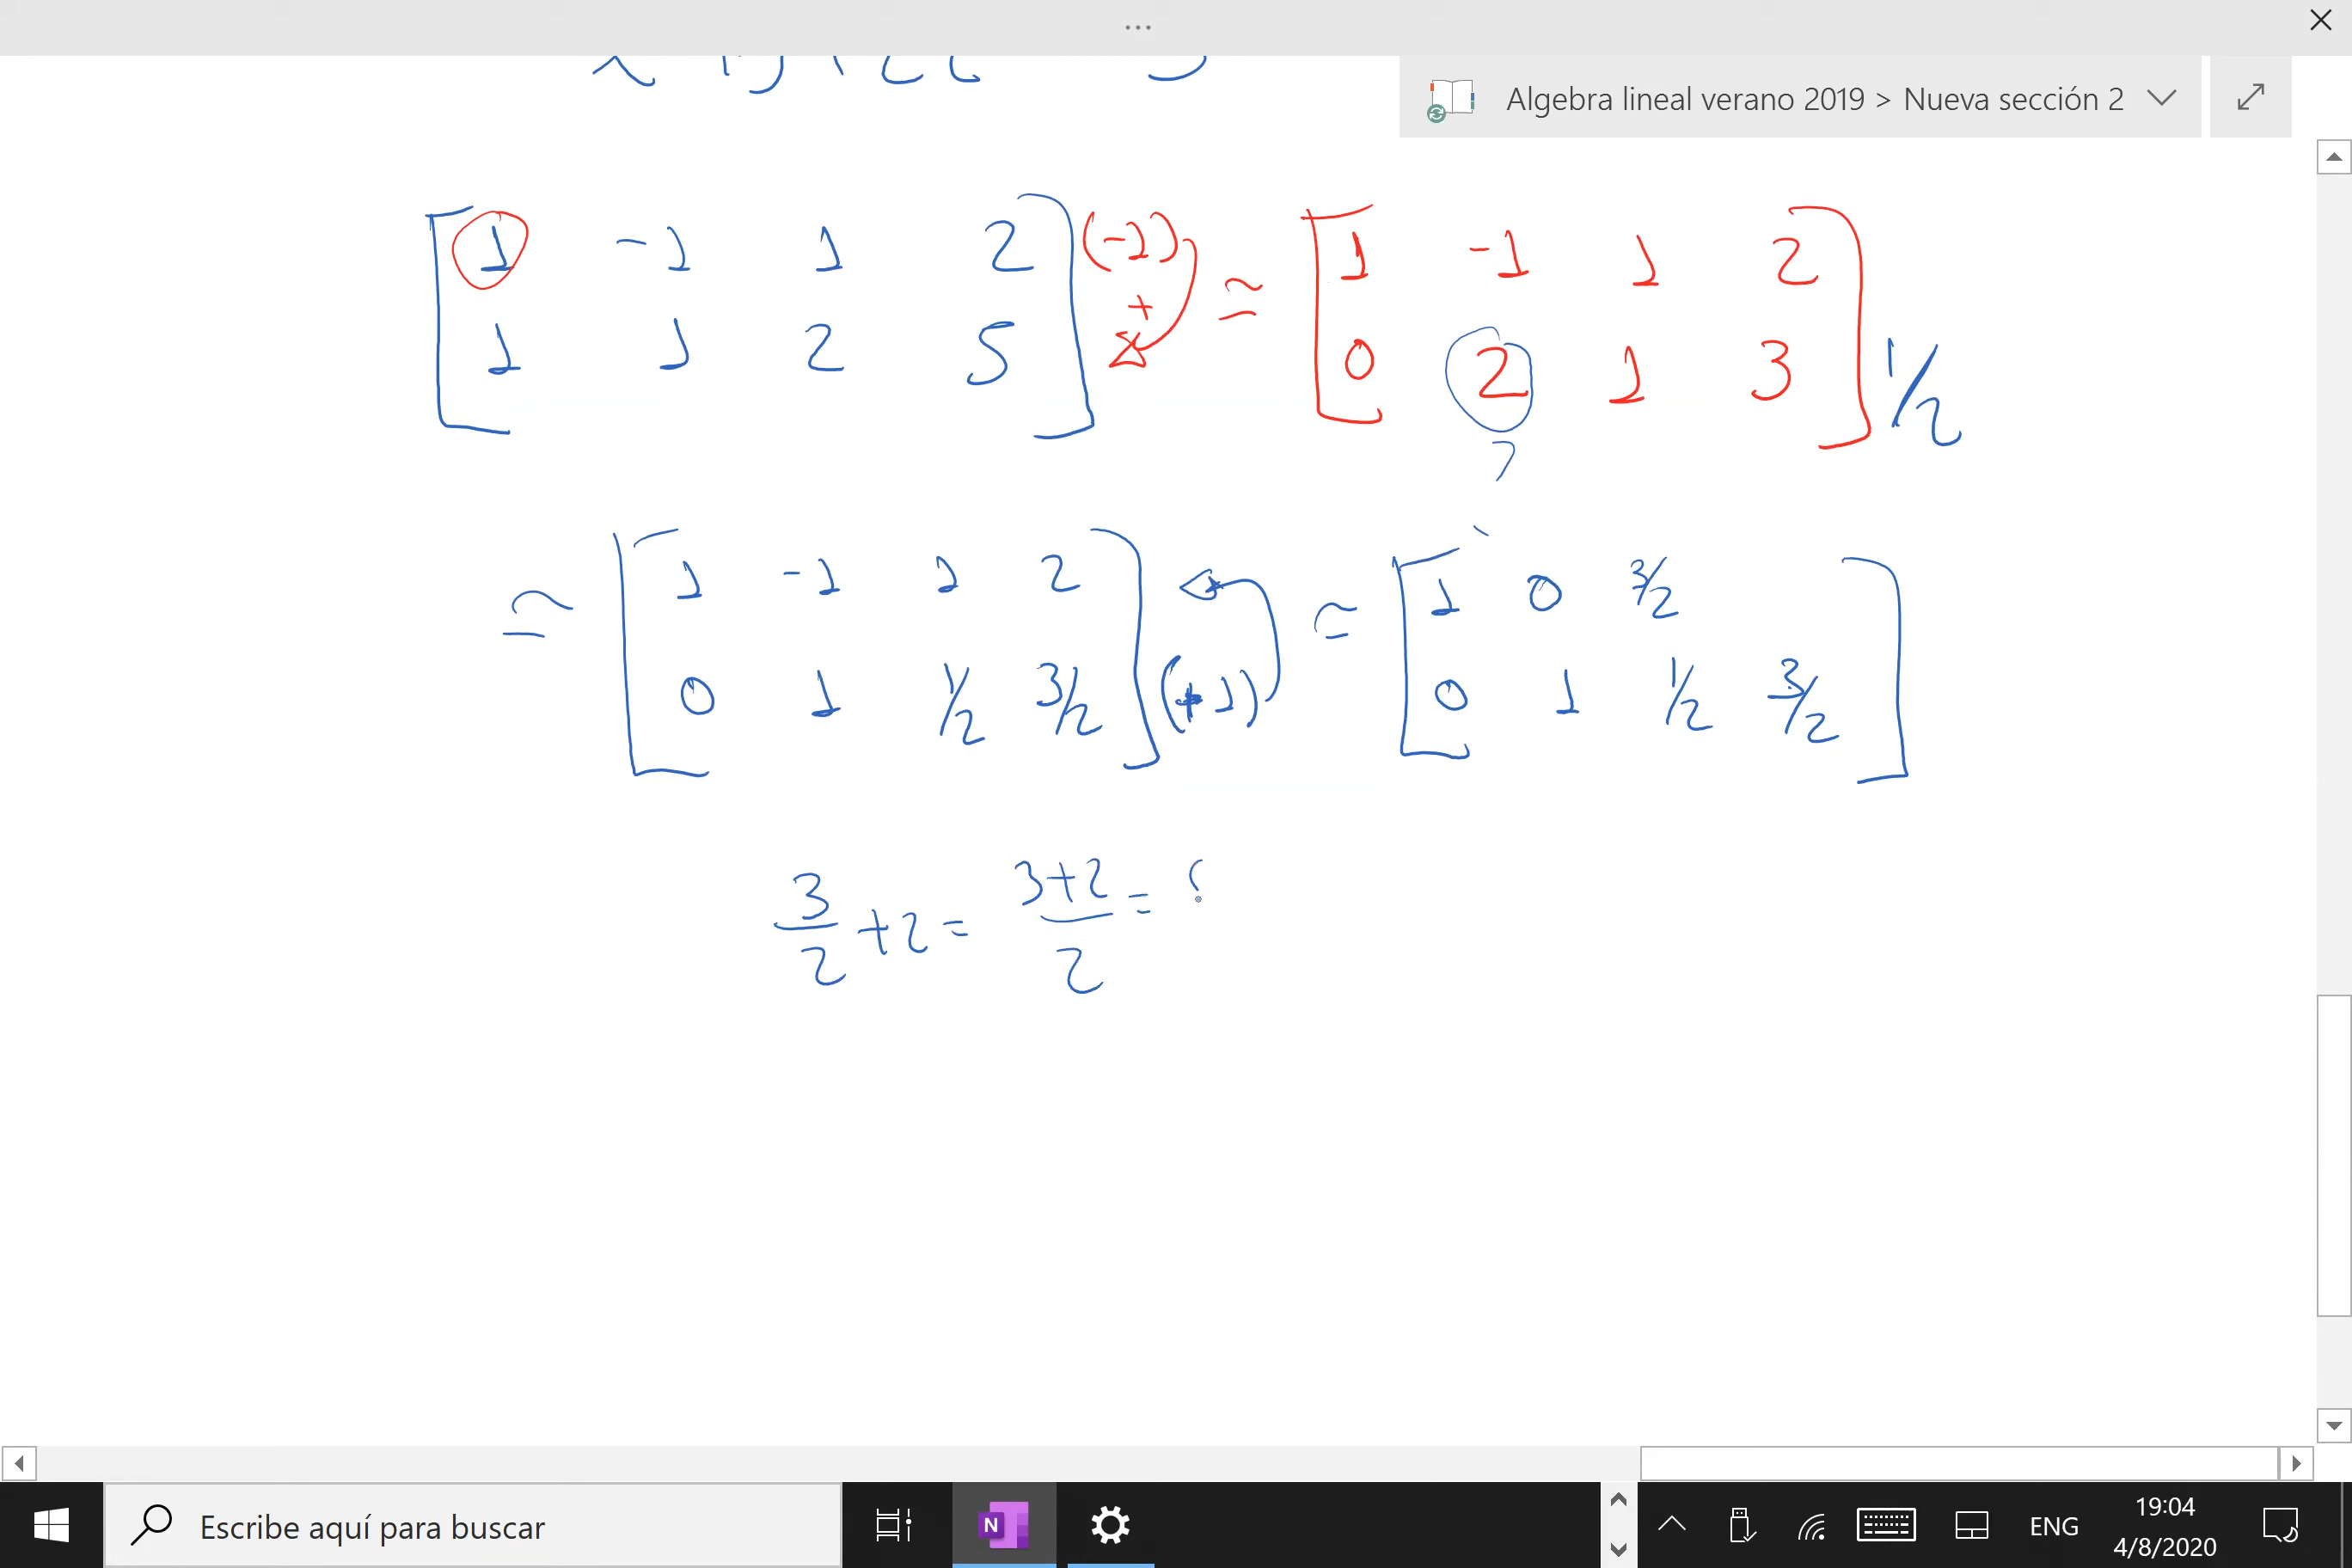 Algebra lineal verano 2019 > Nueva sección 2
1 -1 1 2 (-1) ≃ 1 -1 1 2
1 1 2 5 + 0 2 1 3 1/2
≃ 1 -1 1 2 ≃ 1 0 3/2
0 1 1/2 3/2 (+1) 0 1 1/2 3/2
3/2 + 2 = 3+2/2 =
Escribe aquí para buscar
N
ENG
19:04
4/8/2020